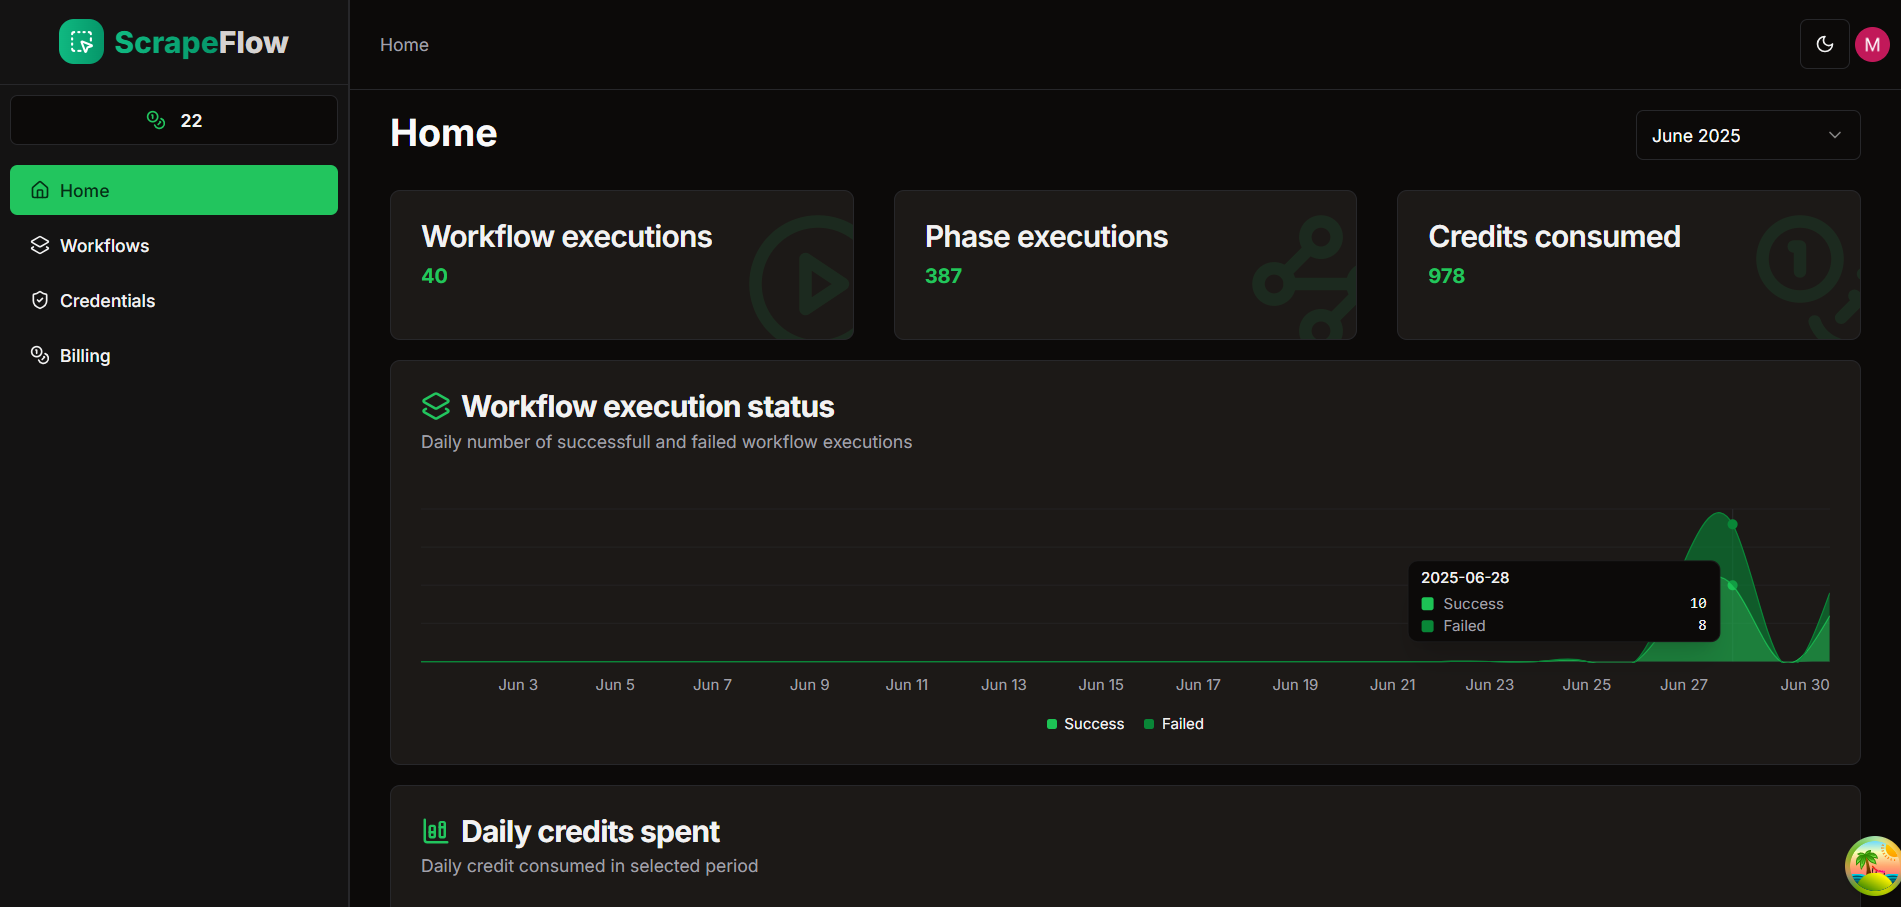 ScrapeFlow
Home
M
22
Home
June 2025
Home
Workflows
Credentials
Billing
Workflow executions
40
Phase executions
387
Credits consumed
978
Workflow execution status
Daily number of successfull and failed workflow executions
2025-06-28
Success 10
Failed 8
Jun 3 Jun 5 Jun 7 Jun 9 Jun 11 Jun 13 Jun 15 Jun 17 Jun 19 Jun 21 Jun 23 Jun 25 Jun 27 Jun 30
Success Failed
Daily credits spent
Daily credit consumed in selected period